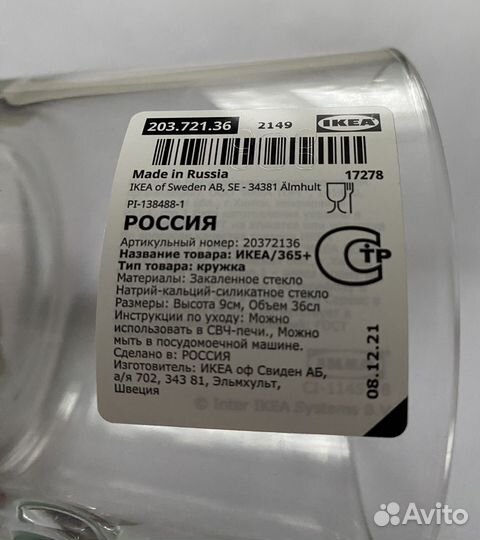 203.721.36 2149 IKEA
Made in Russia 17278
IKEA of Sweden AB, SE - 34381 Älmhult
PI-138488-1
РОССИЯ
Артикульный номер: 20372136
Название товара: ИКЕА/365+
Тип товара: кружка
Материалы: Закаленное стекло
Натрий-кальций-силикатное стекло
Размеры: Высота 9см, Объем 36сл
Инструкции по уходу: Можно
использовать в СВЧ-печи., Можно
мыть в посудомоечной машине.
Сделано в: РОССИЯ
Изготовитель: ИКЕА оф Свиден АБ,
а/я 702, 343 81, Эльмхульт,
Швеция
СТР
08.12.21
IKEA
© Inter IKEA Systems B.V.
Avito